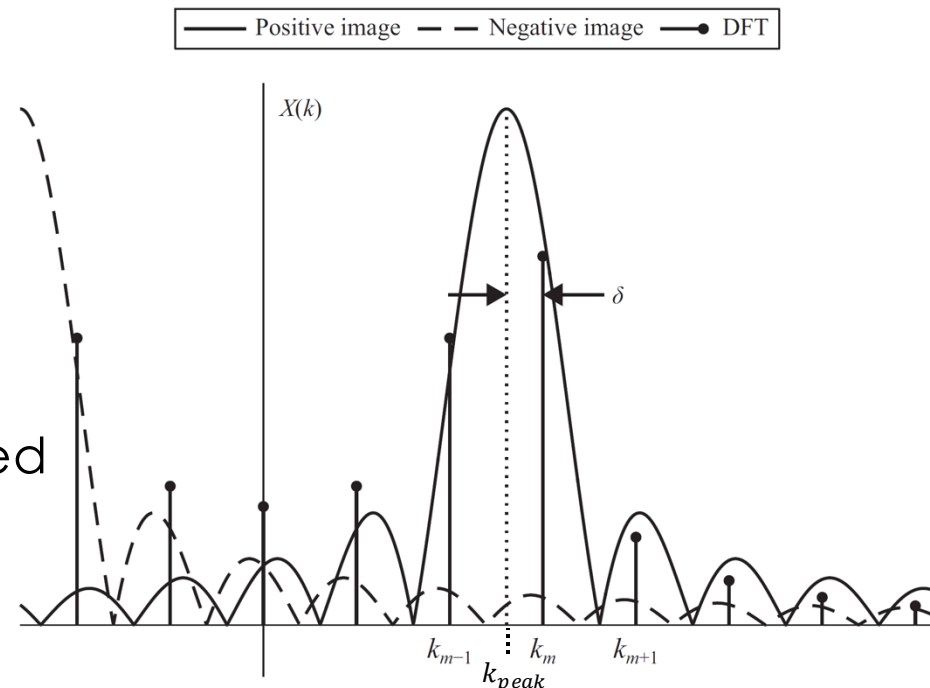 Positive image Negative image DFT
X(k)
δ
ed
k_{m−1} k_m k_{m+1}
k_{peak}